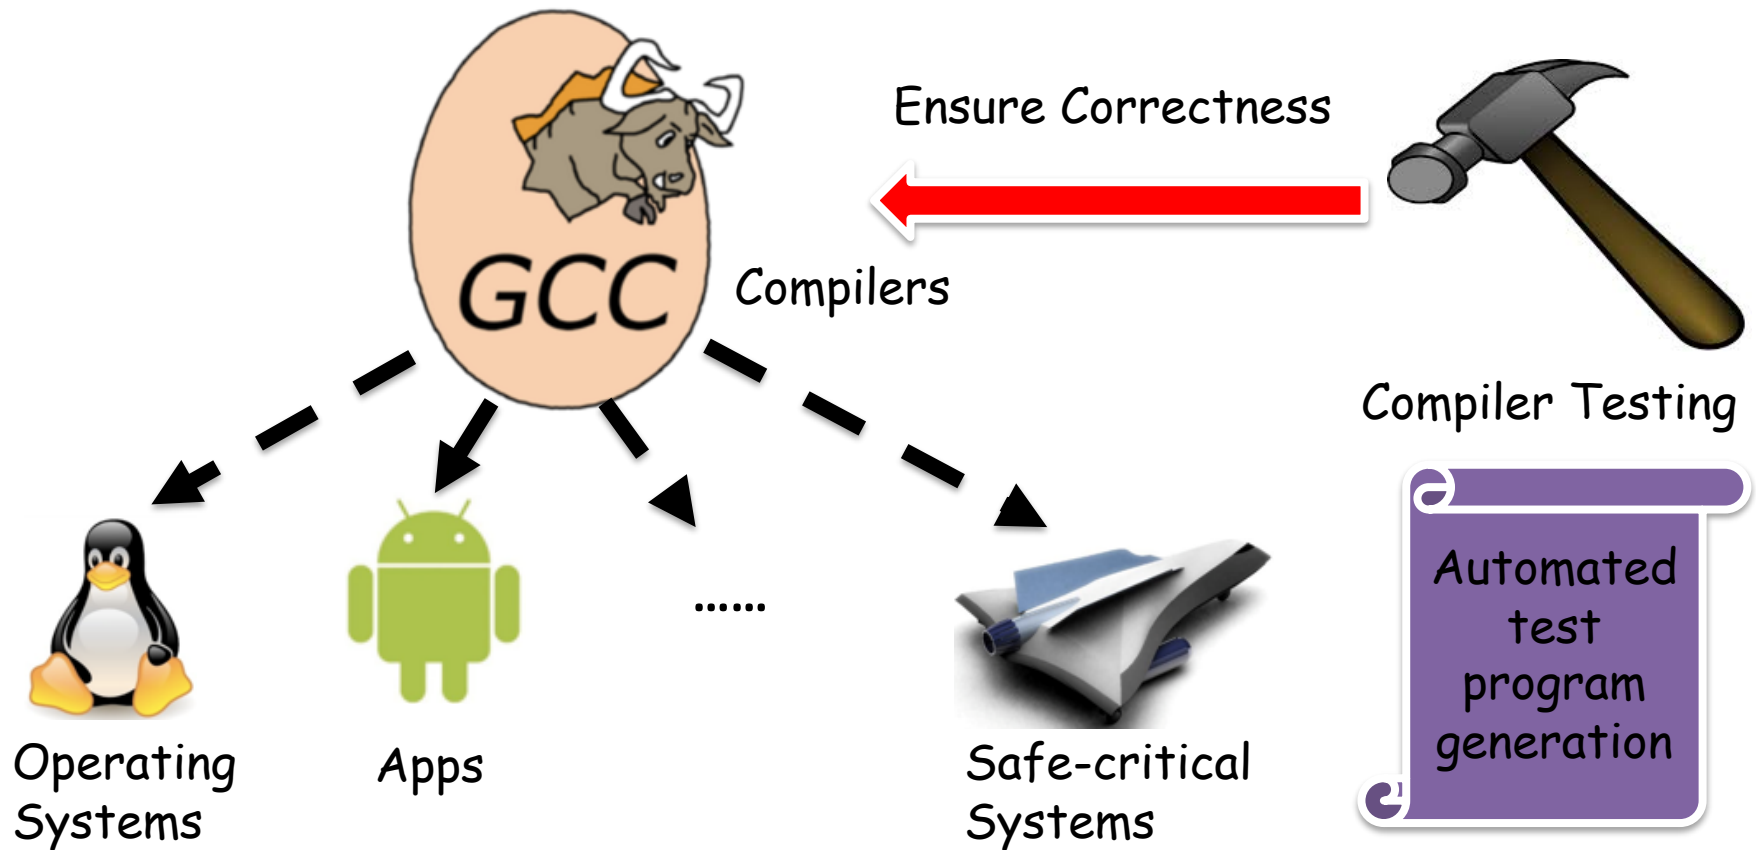 Ensure Correctness
GCC
Compilers
Compiler Testing
Automated
test
program
generation
......
Operating
Systems
Apps
Safe-critical
Systems